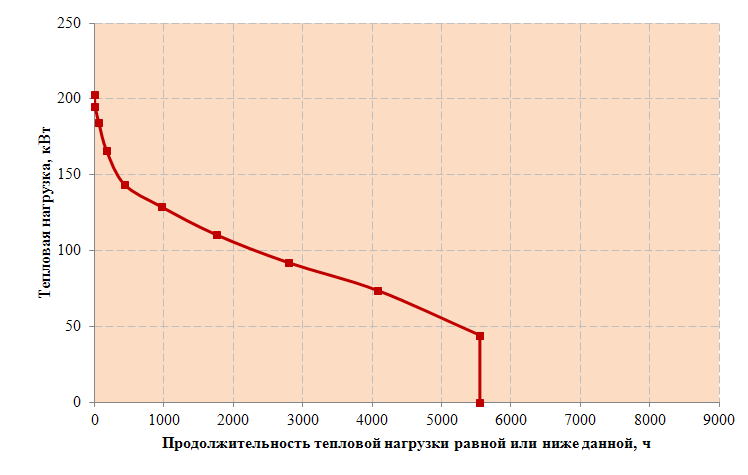 250
200
150
100
50
0
Тепловая нагрузка, кВт
0 1000 2000 3000 4000 5000 6000 7000 8000 9000
Продолжительность тепловой нагрузки равной или ниже данной, ч